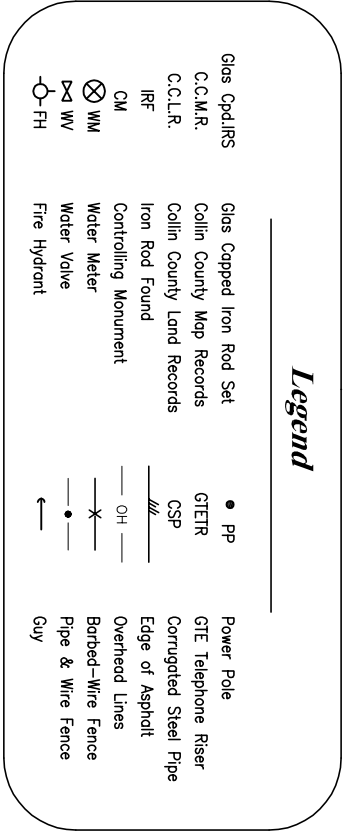 Legend
Glas Cpd.IRS Glas Capped Iron Rod Set PP Power Pole
C.C.M.R. Collin County Map Records GTETR GTE Telephone Riser
C.C.L.R. Collin County Land Records CSP Corrugated Steel Pipe
IRF Iron Rod Found Edge of Asphalt
CM Controlling Monument OH Overhead Lines
WM Water Meter Barbed-Wire Fence
WV Water Valve Pipe & Wire Fence
FH Fire Hydrant Guy